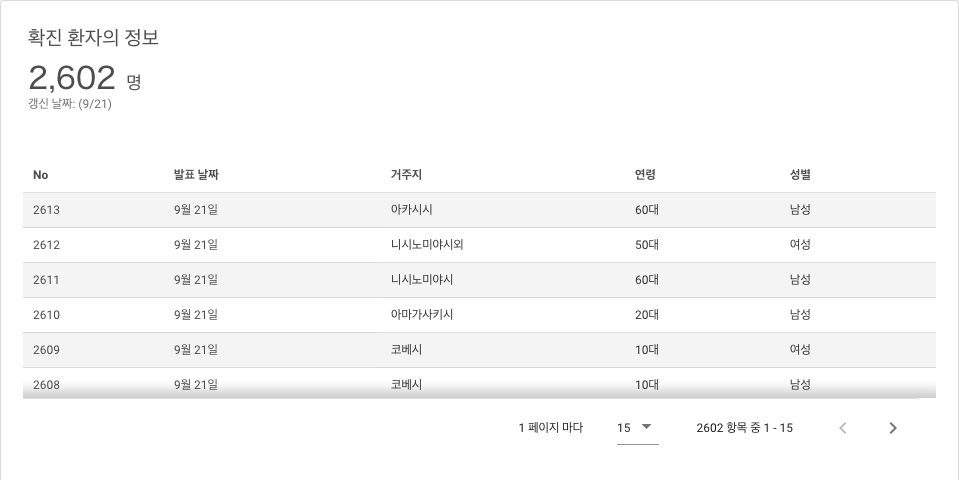 확진 환자의 정보
2,602 명
갱신 날짜: (9/21)
No 발표 날짜 거주지 연령 성별
2613 9월 21일 아카시시 60대 남성
2612 9월 21일 니시노미야시외 50대 여성
2611 9월 21일 니시노미야시 60대 남성
2610 9월 21일 아마가사키시 20대 남성
2609 9월 21일 코베시 10대 여성
2608 9월 21일 코베시 10대 남성
1 페이지 마다 15 2602 항목 중 1 - 15